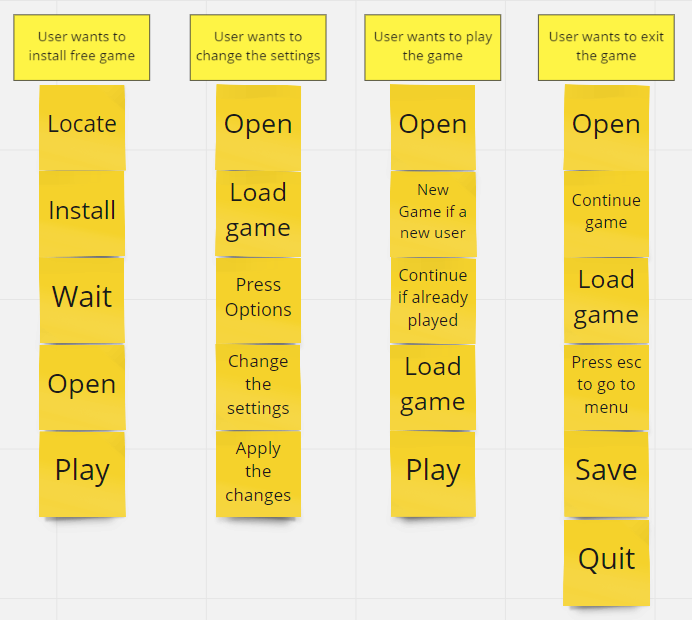 User wants to
install free game
Locate
Install
Wait
Open
Play
User wants to
change the settings
Open
Load
game
Press
Options
Change
the
settings
Apply
the
changes
User wants to play
the game
Open
New
Game if a
new user
Continue
if already
played
Load
game
Play
User wants to exit
the game
Open
Continue
game
Load
game
Press esc
to go to
menu
Save
Quit